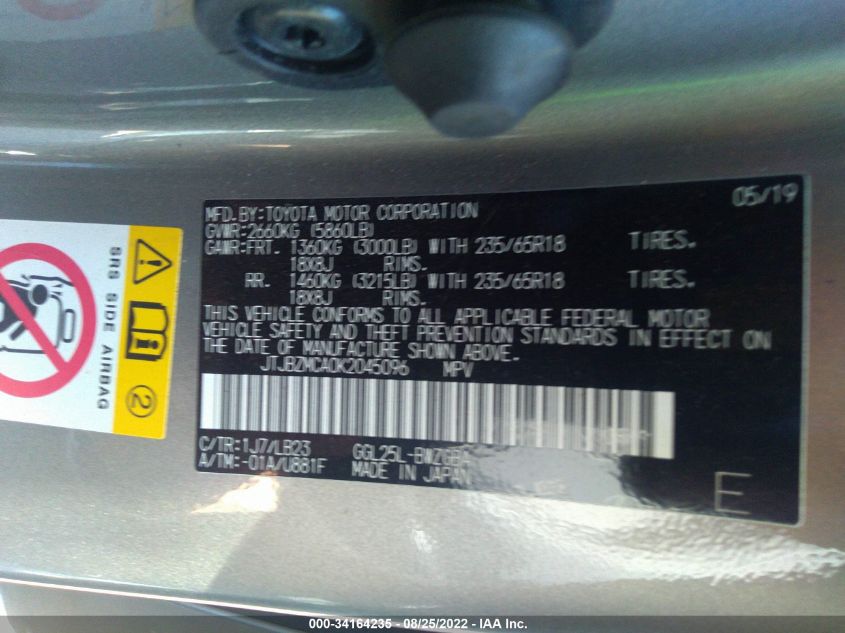 05/19
MFD.BY:TOYOTA MOTOR CORPORATION
GVWR:2660KG (5860LB)
GAWR:FRT. 1360KG (3000LB) WITH 235/65R18 TIRES.
18X8J RIMS.
RR. 1460KG (3215LB) WITH 235/65R18 TIRES.
18X8J RIMS.
THIS VEHICLE CONFORMS TO ALL APPLICABLE FEDERAL MOTOR
VEHICLE SAFETY AND THEFT PREVENTION STANDARDS IN EFFECT ON
THE DATE OF MANUFACTURE SHOWN ABOVE.
JTJBZMCA0K2045096 MPV
C/TR:1J7/LB23
A/TM:-01A/U881F
MADE IN JAPAN
E
SRS SIDE AIRBAG
2
000-34164235 - 08/25/2022 - IAA Inc.